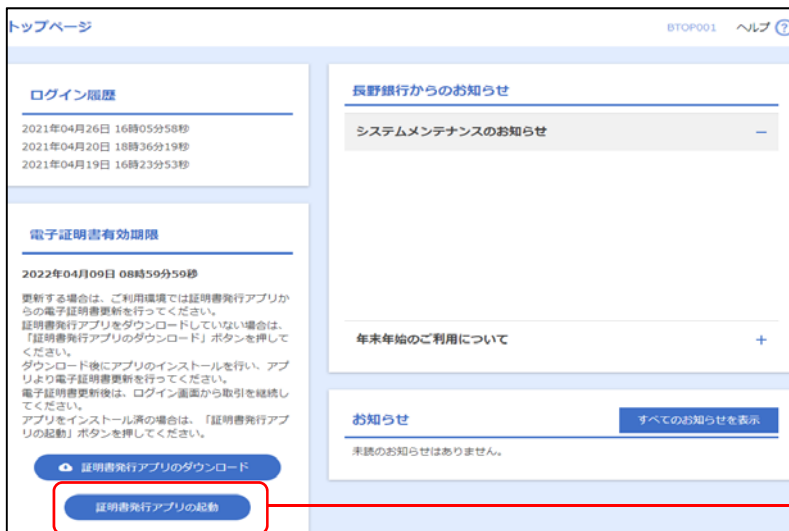 トップページ
BTOP001 ヘルプ ?
ログイン履歴
2021年04月26日 16時05分58秒
2021年04月20日 18時36分19秒
2021年04月19日 16時23分53秒
電子証明書有効期限
2022年04月09日 08時59分59秒
更新する場合は、ご利用環境では証明書発行アプリか
らの電子証明書更新を行ってください。
証明書発行アプリをダウンロードしていない場合は、
「証明書発行アプリのダウンロード」ボタンを押して
ください。
ダウンロード後にアプリのインストールを行い、アプ
リより電子証明書更新を行ってください。
電子証明書更新後は、ログイン画面から取引を継続し
てください。
アプリをインストール済の場合は、「証明書発行アプ
リの起動」ボタンを押してください。
証明書発行アプリのダウンロード
証明書発行アプリの起動
長野銀行からのお知らせ
システムメンテナンスのお知らせ −
年末年始のご利用について +
お知らせ
すべてのお知らせを表示
未読のお知らせはありません。